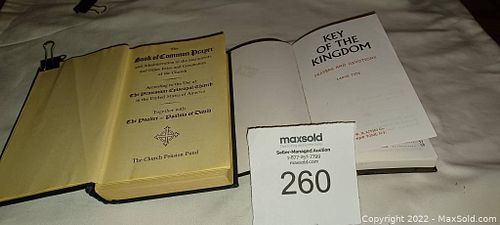 The
Book of Common Prayer
and Administration of the Sacraments
and Other Rites and Ceremonies
of the Church
According to the Use of
The Protestant Episcopal Church
in the United States of America
Together with
The Psalter or Psalms of David
The Church Pension Fund
KEY
OF THE
KINGDOM
PRAYERS AND DEVOTIONS
maxsold
Seller-Managed Auction
maxsold.com
260
Copyright 2022 - MaxSold.com